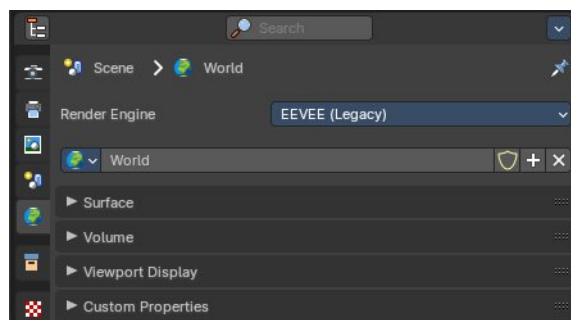 Search
Scene World
Render Engine EEVEE (Legacy)
World
Surface
Volume
Viewport Display
Custom Properties